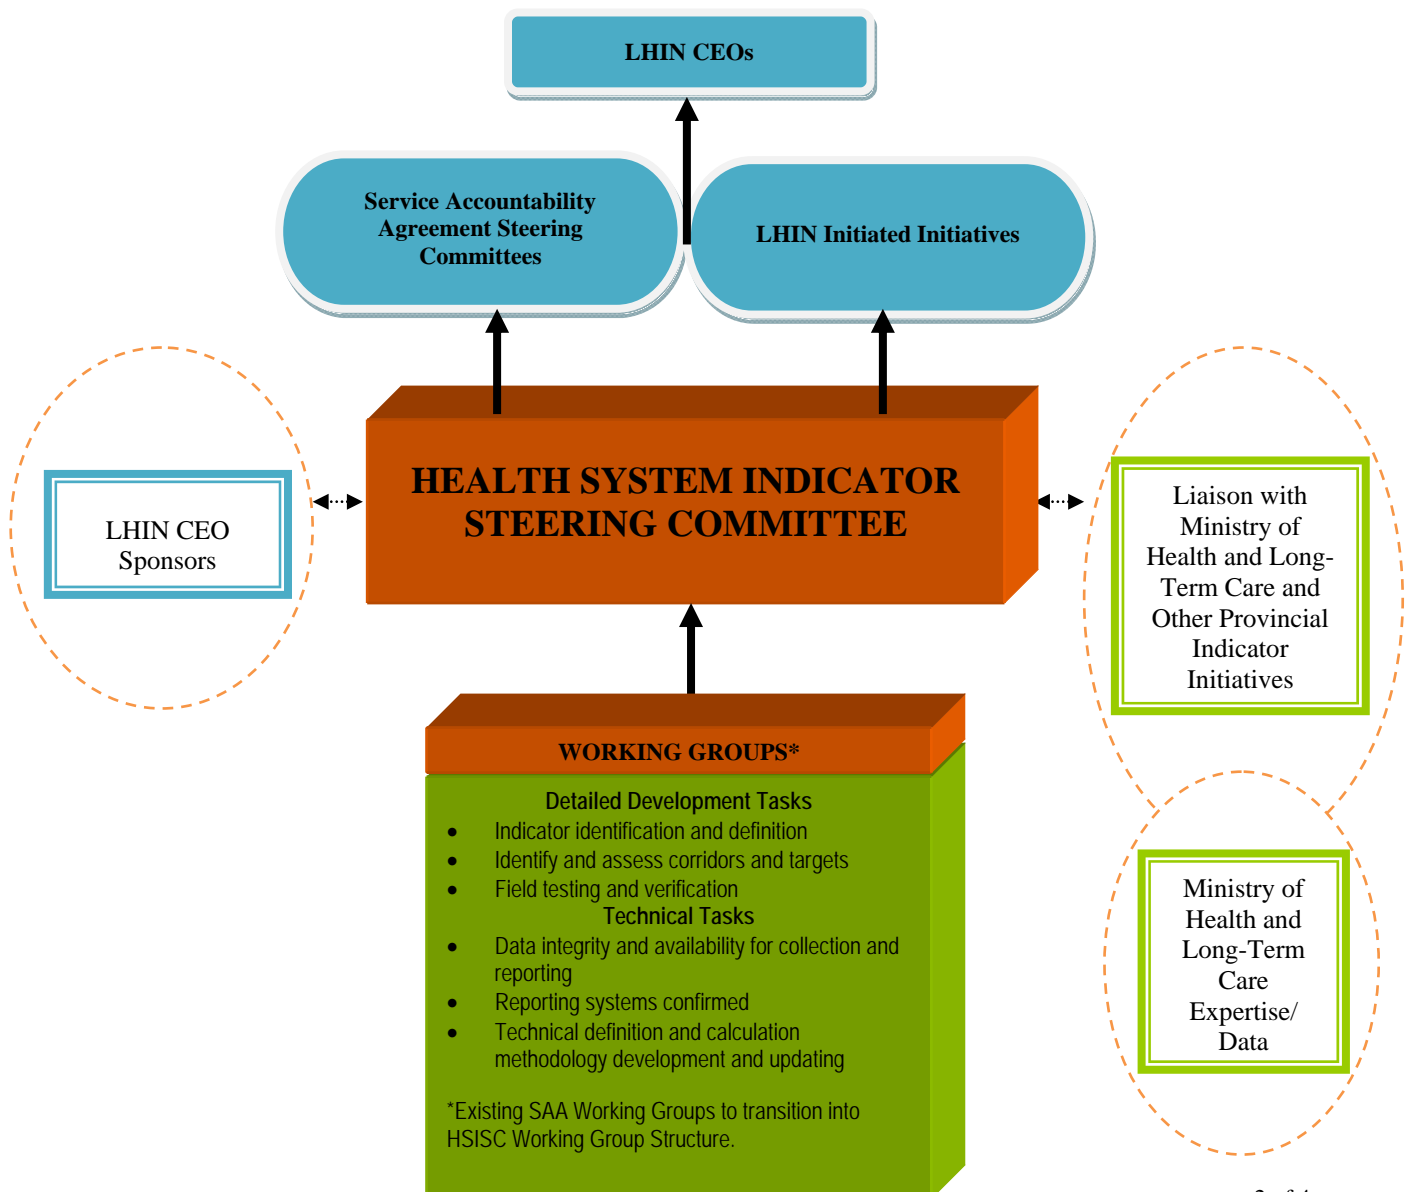 LHIN CEOs
Service Accountability
Agreement Steering
Committees
LHIN Initiated Initiatives
HEALTH SYSTEM INDICATOR
STEERING COMMITTEE
LHIN CEO
Sponsors
Liaison with
Ministry of
Health and Long-
Term Care and
Other Provincial
Indicator
Initiatives
WORKING GROUPS*
Detailed Development Tasks
• Indicator identification and definition
• Identify and assess corridors and targets
• Field testing and verification
Technical Tasks
• Data integrity and availability for collection and
reporting
• Reporting systems confirmed
• Technical definition and calculation
methodology development and updating
*Existing SAA Working Groups to transition into
HSISC Working Group Structure.
Ministry of
Health and
Long-Term
Care
Expertise/
Data